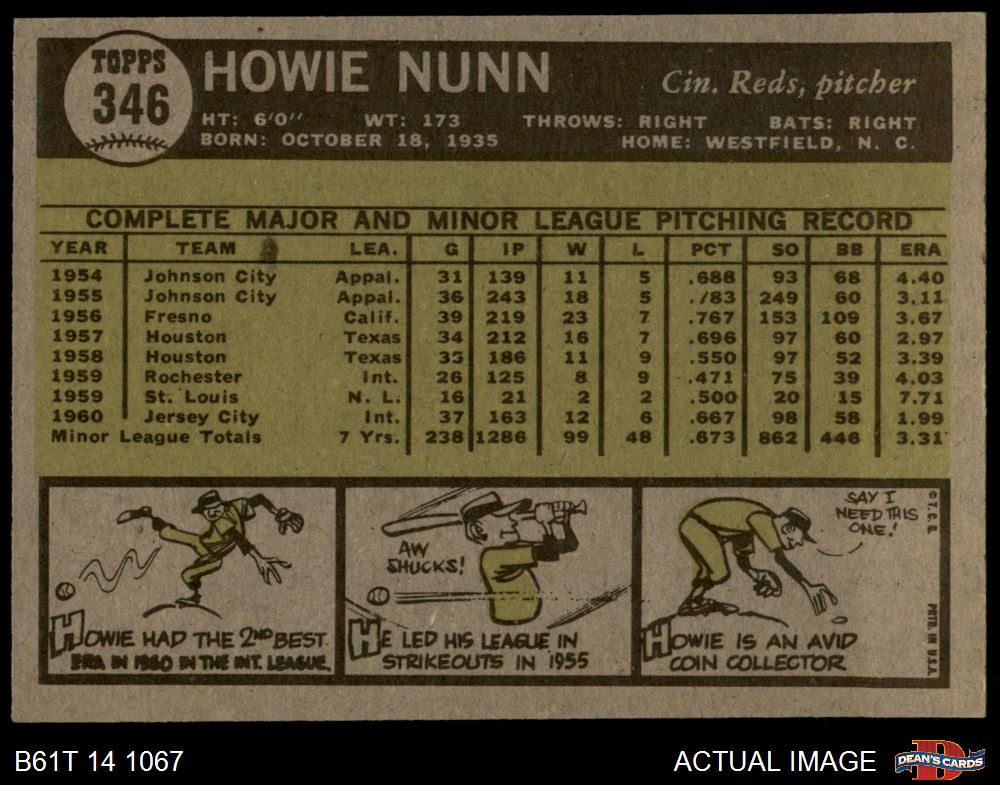 TOPPS
346
HOWIE NUNN
Cin. Reds, pitcher
HT: 6'0" WT: 173 THROWS: RIGHT BATS: RIGHT
BORN: OCTOBER 18, 1935 HOME: WESTFIELD, N. C.
COMPLETE MAJOR AND MINOR LEAGUE PITCHING RECORD
YEAR TEAM LEA. G IP W L PCT SO BB ERA
1954 Johnson City Appal. 31 139 11 5 .688 93 68 4.40
1955 Johnson City Appal. 36 243 18 5 .783 249 60 3.11
1956 Fresno Calif. 39 219 23 7 .767 153 109 3.67
1957 Houston Texas 34 212 16 7 .696 97 60 2.97
1958 Houston Texas 35 186 11 9 .550 97 52 3.39
1959 Rochester Int. 26 125 8 9 .471 75 39 4.03
1959 St. Louis N. L. 16 21 2 2 .500 20 15 7.71
1960 Jersey City Int. 37 163 12 6 .667 98 58 1.99
Minor League Totals 7 Yrs. 238 1286 99 48 .673 862 446 3.31
HOWIE HAD THE 2ND BEST
ERA IN 1960 IN THE INT. LEAGUE.
AW
SHUCKS!
HE LED HIS LEAGUE IN
STRIKEOUTS IN 1955
SAY I
NEED THIS
ONE!
HOWIE IS AN AVID
COIN COLLECTOR
© T.C.G.
PRTD. IN U.S.A.
B61T 14 1067
ACTUAL IMAGE
DEAN'S CARDS